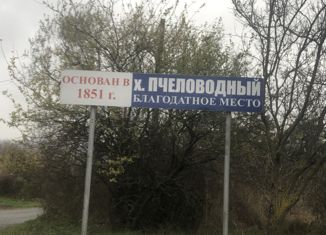 ОСНОВАН В
1851 г.
х. ПЧЕЛОВОДНЫЙ
БЛАГОДАТНОЕ МЕСТО